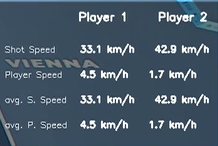 Player 1 Player 2
Shot Speed 33.1 km/h 42.9 km/h
VIENNA
Player Speed 4.5 km/h 1.7 km/h
avg. S. Speed 33.1 km/h 42.9 km/h
avg. P. Speed 4.5 km/h 1.7 km/h